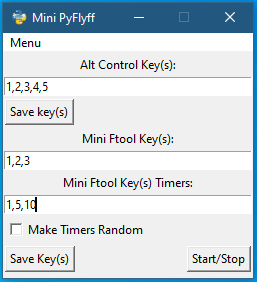 Mini PyFlyff
Menu
Alt Control Key(s):
1,2,3,4,5
Save key(s)
Mini Ftool Key(s):
1,2,3
Mini Ftool Key(s) Timers:
1,5,10
Make Timers Random
Save Key(s) Start/Stop